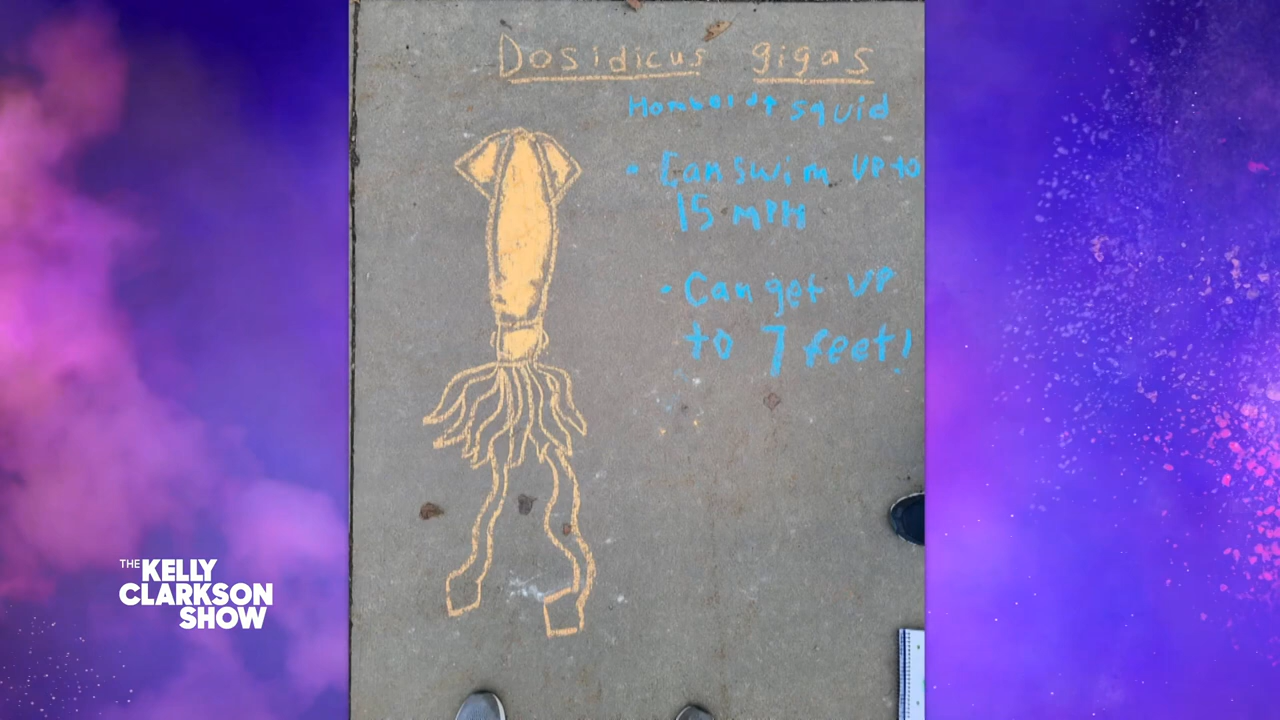 Dosidicus gigas
squid
• Can swim UP to
15 MPH
• Can get UP
to 7 feet!
THE
KELLY
CLARKSON
SHOW